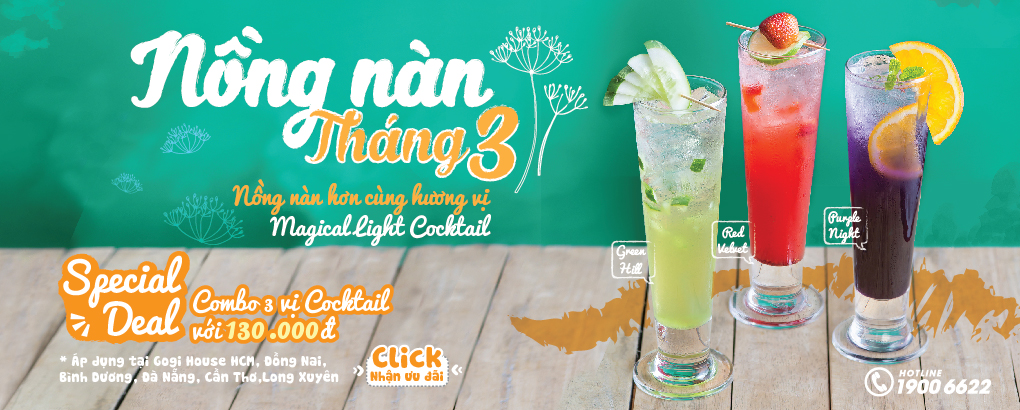 Nồng nàn
Tháng 3
Nồng nàn hơn cùng hương vị
Magical Light Cocktail
Special
Deal
Combo 3 vị Cocktail
với 130.000đ
* Áp dụng tại Gogi House HCM, Đồng Nai,
Bình Dương, Đà Nẵng, Cần Thơ,Long Xuyên
CLICK
Nhận ưu đãi
Green
Hill
Red
Velvet
Purple
Night
HOTLINE
1900 6622